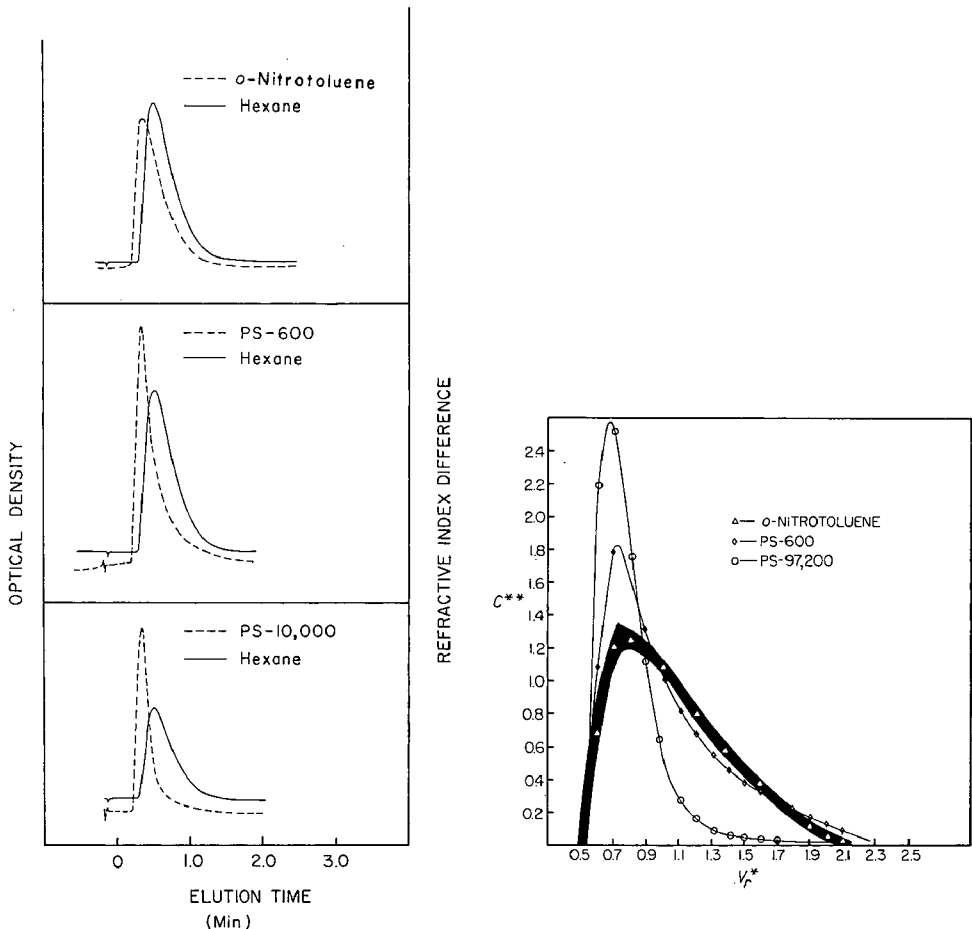 o-Nitrotoluene
Hexane
PS-600
Hexane
PS-10,000
Hexane
OPTICAL DENSITY
REFRACTIVE INDEX DIFFERENCE
0 1.0 2.0 3.0
ELUTION TIME
(Min)
2.4
2.2
2.0
1.8
1.6
1.4
1.2
1.0
0.8
0.6
0.4
0.2
C**
o-NITROTOLUENE
PS-600
PS-97,200
0.5 0.7 0.9 1.1 1.3 1.5 1.7 1.9 2.1 2.3 2.5
Vr*